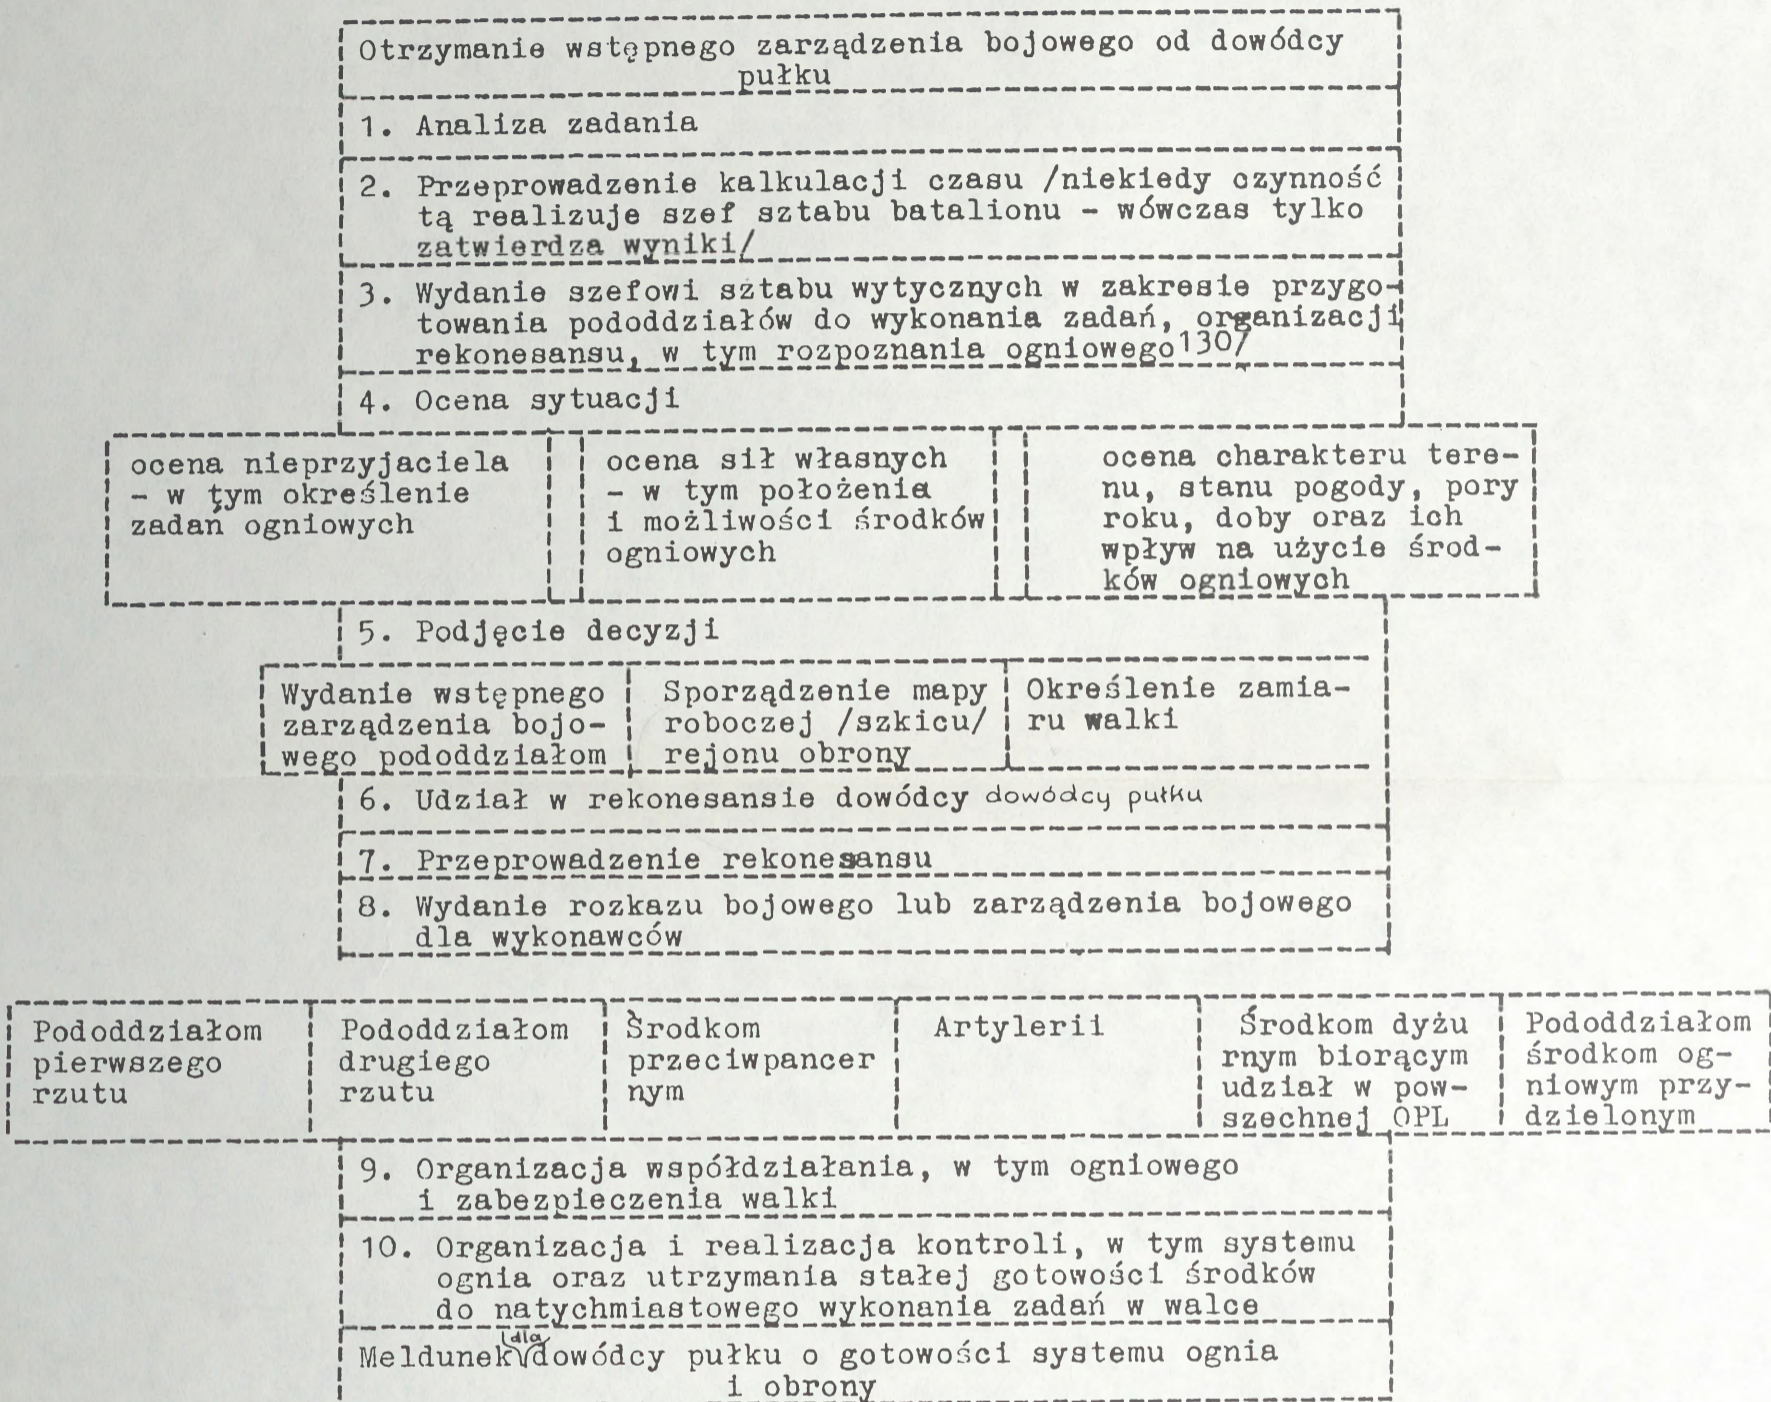 Otrzymanie wstępnego zarządzenia bojowego od dowódcy
pułku
1. Analiza zadania
2. Przeprowadzenie kalkulacji czasu /niekiedy czynność
tą realizuje szef sztabu batalionu - wówczas tylko
zatwierdza wyniki/
3. Wydanie szefowi sztabu wytycznych w zakresie przygo-
towania pododdziałów do wykonania zadań, organizacji
rekonesansu, w tym rozpoznania ogniowego130/
4. Ocena sytuacji
ocena nieprzyjaciela
- w tym określenie
zadań ogniowych
ocena sił własnych
- w tym położenia
i możliwości środków
ogniowych
ocena charakteru tere-
nu, stanu pogody, pory
roku, doby oraz ich
wpływ na użycie środ-
ków ogniowych
5. Podjęcie decyzji
Wydanie wstępnego
zarządzenia bojo-
wego pododdziałom
Sporządzenie mapy
roboczej /szkicu/
rejonu obrony
Określenie zamia-
ru walki
6. Udział w rekonesansie dowódcy dowódcy pułku
7. Przeprowadzenie rekonesansu
8. Wydanie rozkazu bojowego lub zarządzenia bojowego
dla wykonawców
Pododdziałom
pierwszego
rzutu
Pododdziałom
drugiego
rzutu
Środkom
przeciwpancer
nym
Artylerii
Środkom dyżu
rnym biorącym
udział w pow-
szechnej OPL
Pododdziałom
środkom og-
niowym przy-
dzielonym
9. Organizacja współdziałania, w tym ogniowego
i zabezpieczenia walki
10. Organizacja i realizacja kontroli, w tym systemu
ognia oraz utrzymania stałej gotowości środków
do natychmiastowego wykonania zadań w walce
Meldunek dla dowódcy pułku o gotowości systemu ognia
i obrony